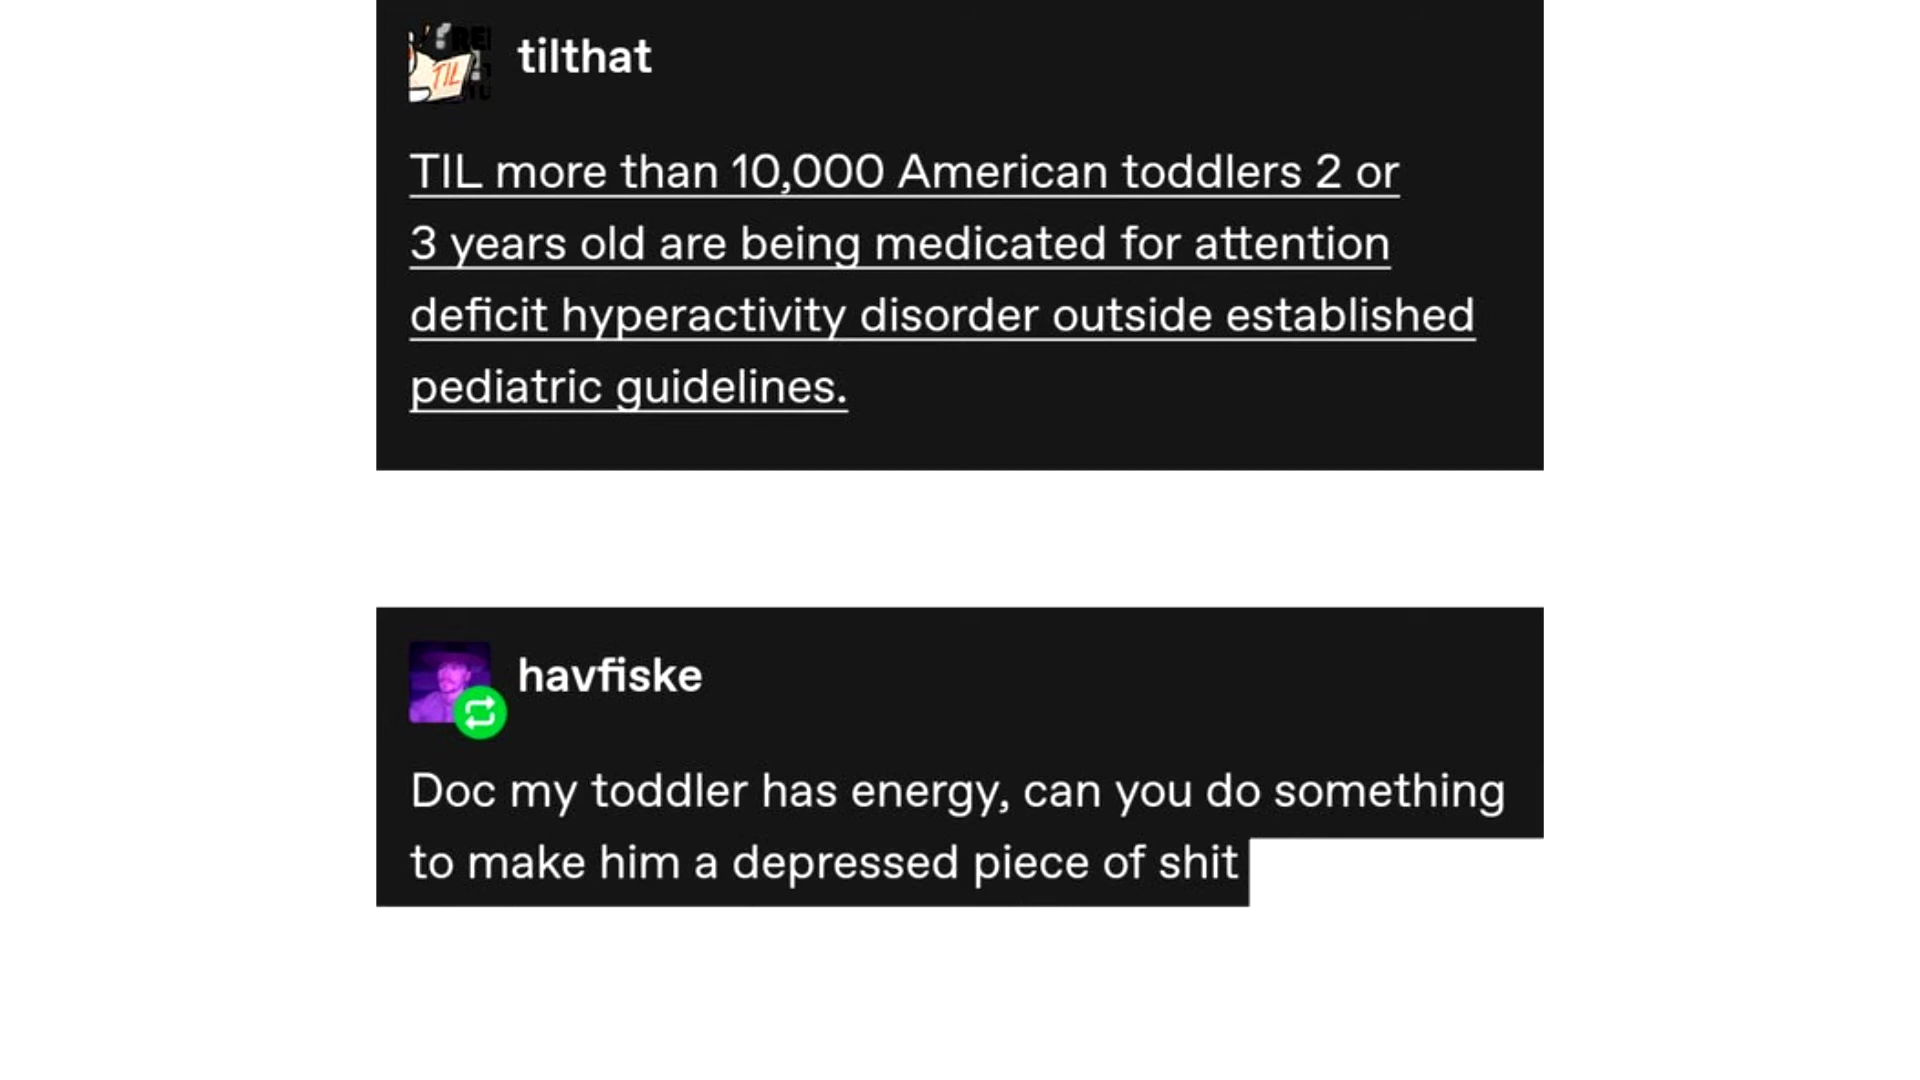 tilthat
TIL
TIL more than 10,000 American toddlers 2 or
3 years old are being medicated for attention
deficit hyperactivity disorder outside established
pediatric guidelines.
havfiske
Doc my toddler has energy, can you do something
to make him a depressed piece of shit